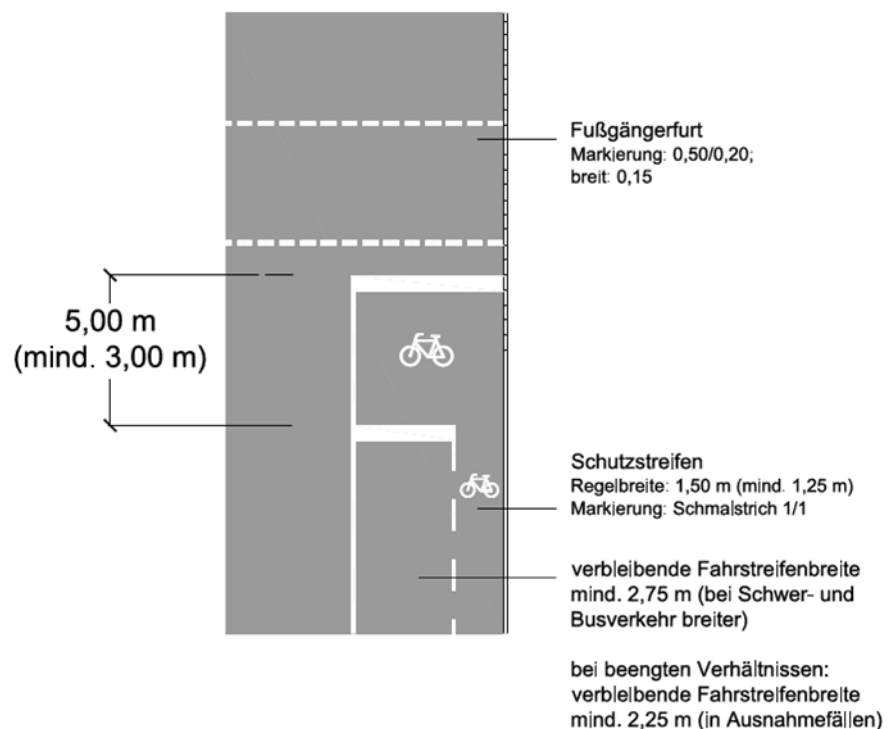 Fußgängerfurt
Markierung: 0,50/0,20;
breit: 0,15
5,00 m
(mind. 3,00 m)
Schutzstreifen
Regelbreite: 1,50 m (mind. 1,25 m)
Markierung: Schmalstrich 1/1
verbleibende Fahrstreifenbreite
mind. 2,75 m (bei Schwer- und
Busverkehr breiter)
bei beengten Verhältnissen:
verbleibende Fahrstreifenbreite
mind. 2,25 m (in Ausnahmefällen)